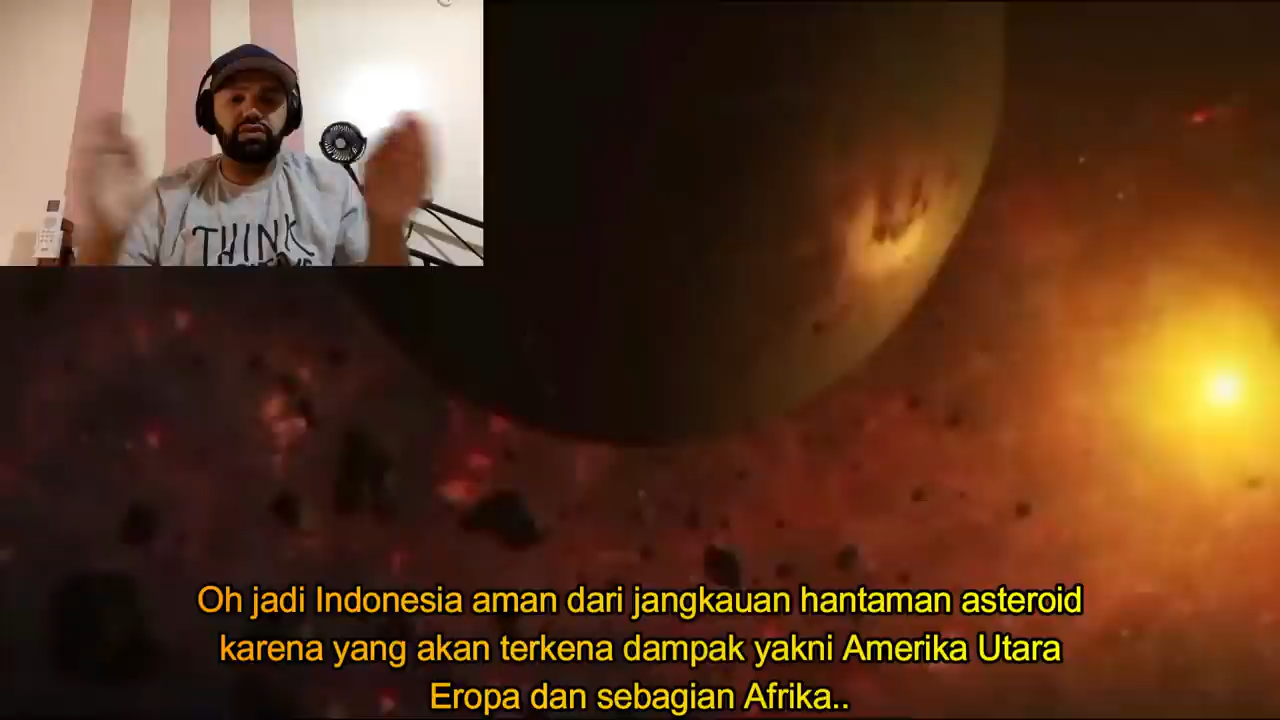 THINK
Oh jadi Indonesia aman dari jangkauan hantaman asteroid
karena yang akan terkena dampak yakni Amerika Utara
Eropa dan sebagian Afrika..